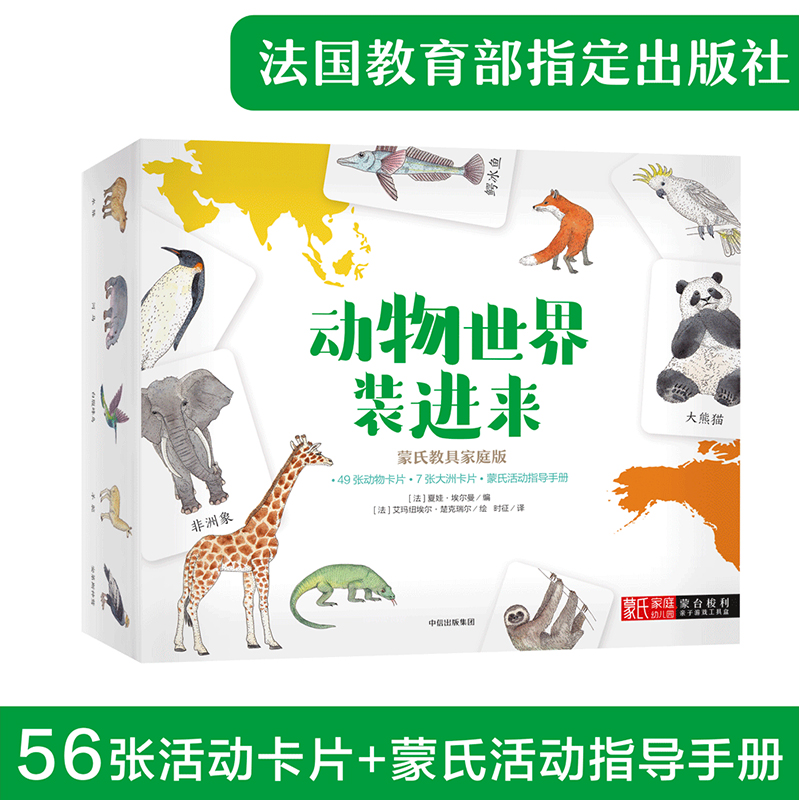 法国教育部指定出版社
鳄冰鱼
动物世界
装进来
大熊猫
蒙氏教具家庭版
·49张动物卡片·7张大洲卡片·蒙氏活动指导手册
[法]夏娃·埃尔曼/编
[法]艾玛纽埃尔·楚克瑞尔/绘 时征/译
非洲象
河马
蒙氏家庭幼儿园
蒙台梭利
亲子游戏工具盒
中信出版集团
56张活动卡片+蒙氏活动指导手册